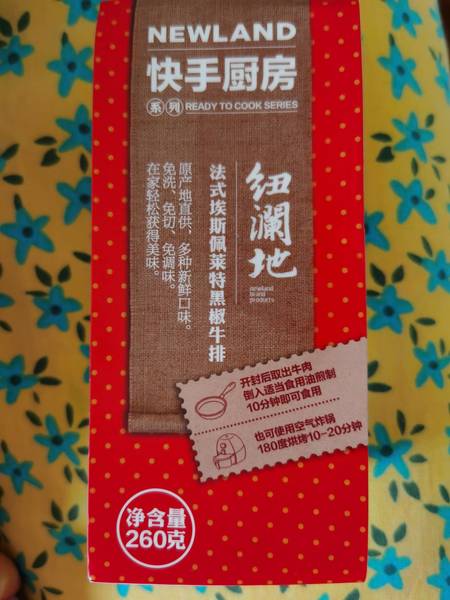 NEWLAND
快手厨房
系列 READY TO COOK SERIES
纽澜地
newland
brand
products
法式埃斯佩莱特黑椒牛排
原产地直供，多种新鲜口味。
免洗、免切、免调味。
在家轻松获得美味。
开封后取出牛肉
倒入适当食用油煎制
10分钟即可食用
也可使用空气炸锅
180度烘烤10-20分钟
净含量
260克